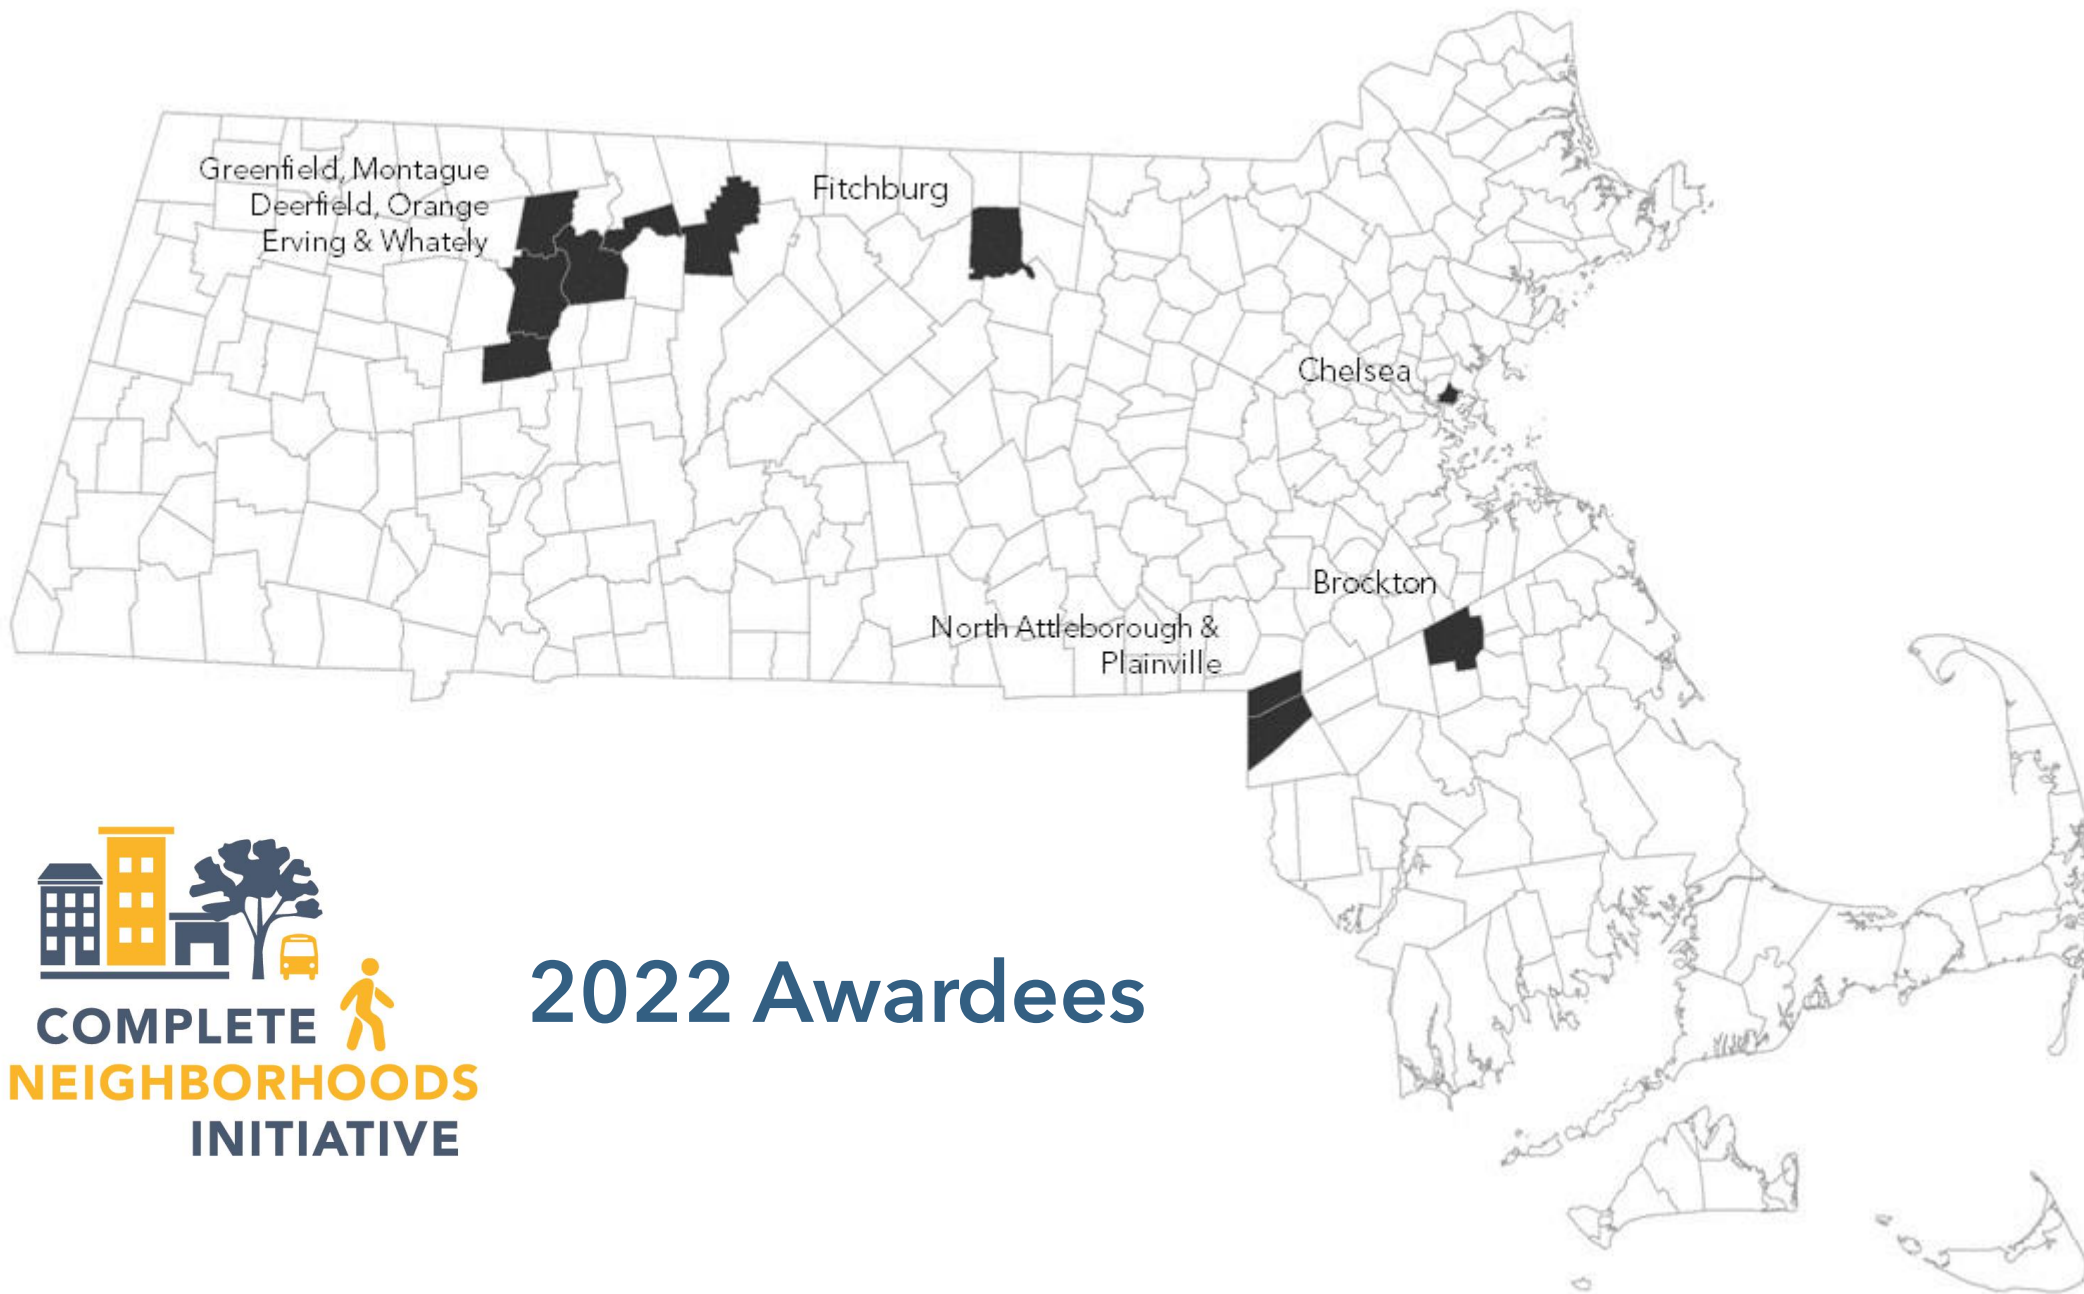 Greenfield, Montague
Deerfield, Orange
Erving & Whately
Fitchburg
Chelsea
Brockton
North Attleborough &
Plainville
COMPLETE
NEIGHBORHOODS
INITIATIVE
2022 Awardees